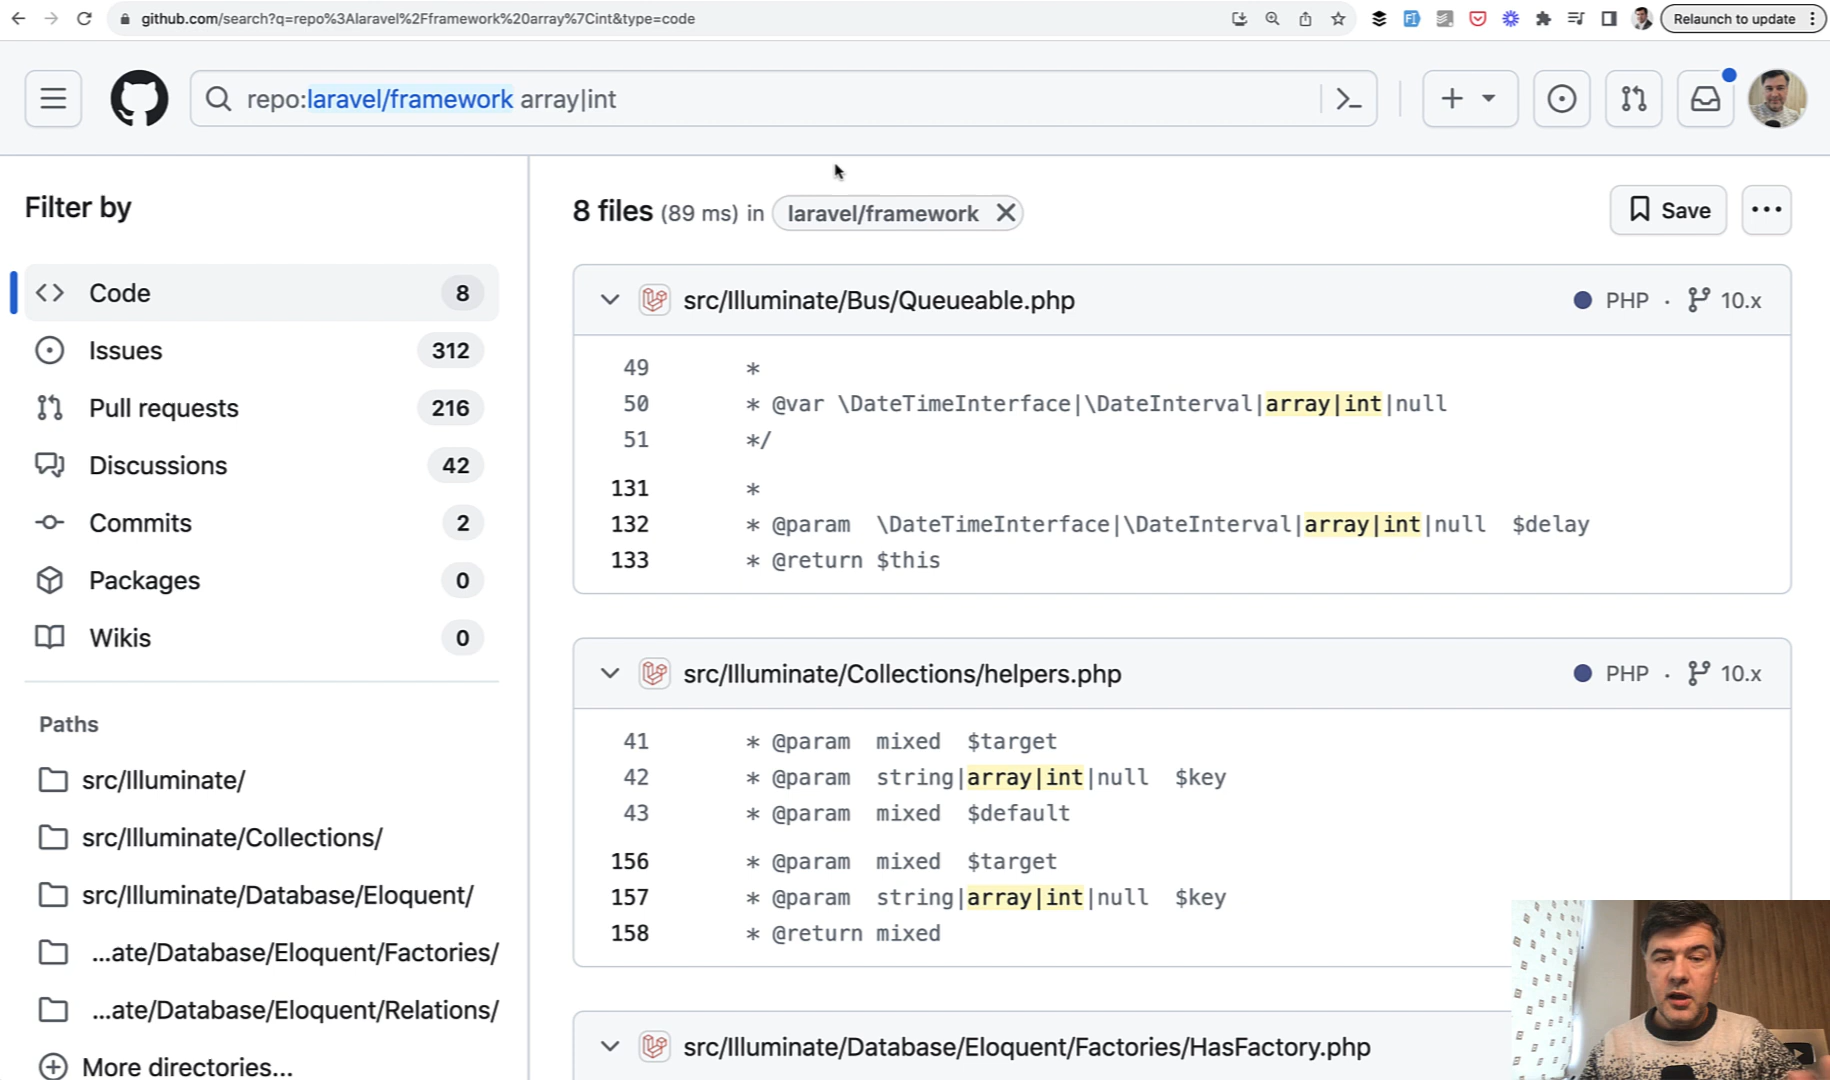 github.com/search?q=repo%3Alaravel%2Fframework%20array%7Cint&type=code
Relaunch to update
repo:laravel/framework array|int
Filter by
Code 8
Issues 312
Pull requests 216
Discussions 42
Commits 2
Packages 0
Wikis 0
Paths
src/Illuminate/
src/Illuminate/Collections/
src/Illuminate/Database/Eloquent/
...ate/Database/Eloquent/Factories/
...ate/Database/Eloquent/Relations/
More directories...
8 files (89 ms) in laravel/framework
Save
src/Illuminate/Bus/Queueable.php PHP · 10.x
49 *
50 * @var \DateTimeInterface|\DateInterval|array|int|null
51 */
131 *
132 * @param  \DateTimeInterface|\DateInterval|array|int|null  $delay
133 * @return $this
src/Illuminate/Collections/helpers.php PHP · 10.x
41 * @param  mixed  $target
42 * @param  string|array|int|null  $key
43 * @param  mixed  $default
156 * @param  mixed  $target
157 * @param  string|array|int|null  $key
158 * @return mixed
src/Illuminate/Database/Eloquent/Factories/HasFactory.php